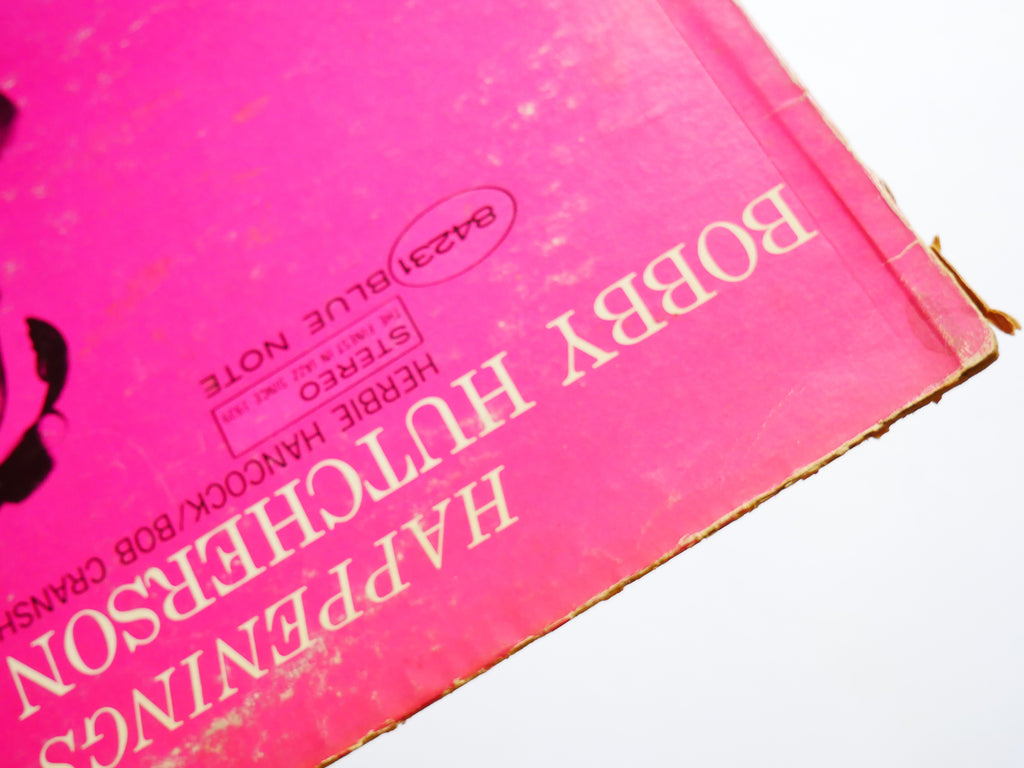 HAPPENINGS
BOBBY HUTCHERSON
HERBIE HANCOCK/BOB CRANSH
STEREO
THE FINEST IN JAZZ SINCE 1939
84231 BLUE NOTE